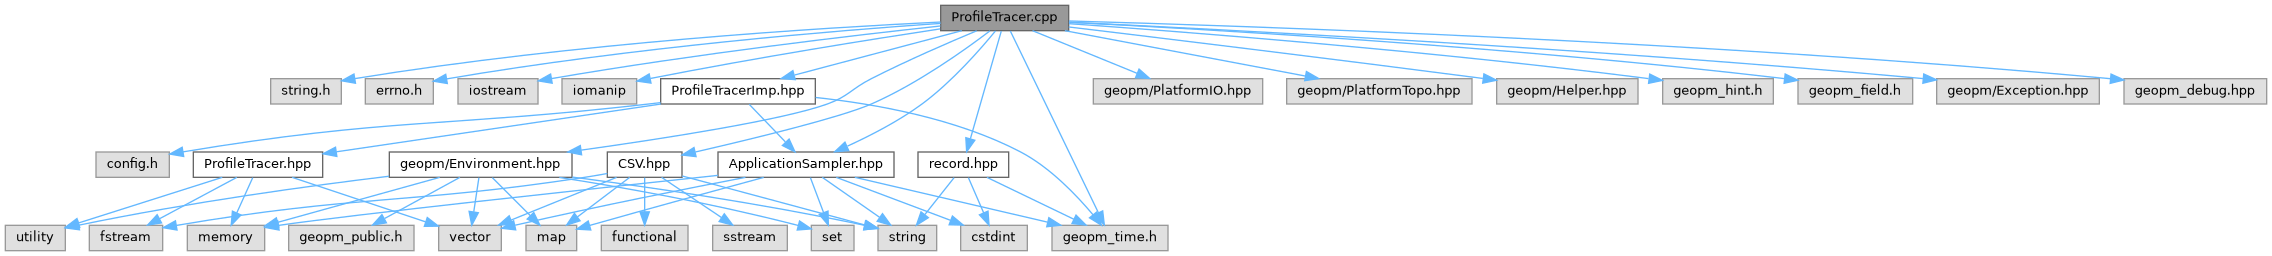 ProfileTracer.cpp
string.h
errno.h
iostream
iomanip
ProfileTracerImp.hpp
geopm/PlatformIO.hpp
geopm/PlatformTopo.hpp
geopm/Helper.hpp
geopm_hint.h
geopm_field.h
geopm/Exception.hpp
geopm_debug.hpp
config.h
ProfileTracer.hpp
geopm/Environment.hpp
CSV.hpp
ApplicationSampler.hpp
record.hpp
utility
fstream
memory
geopm_public.h
vector
map
functional
sstream
set
string
cstdint
geopm_time.h